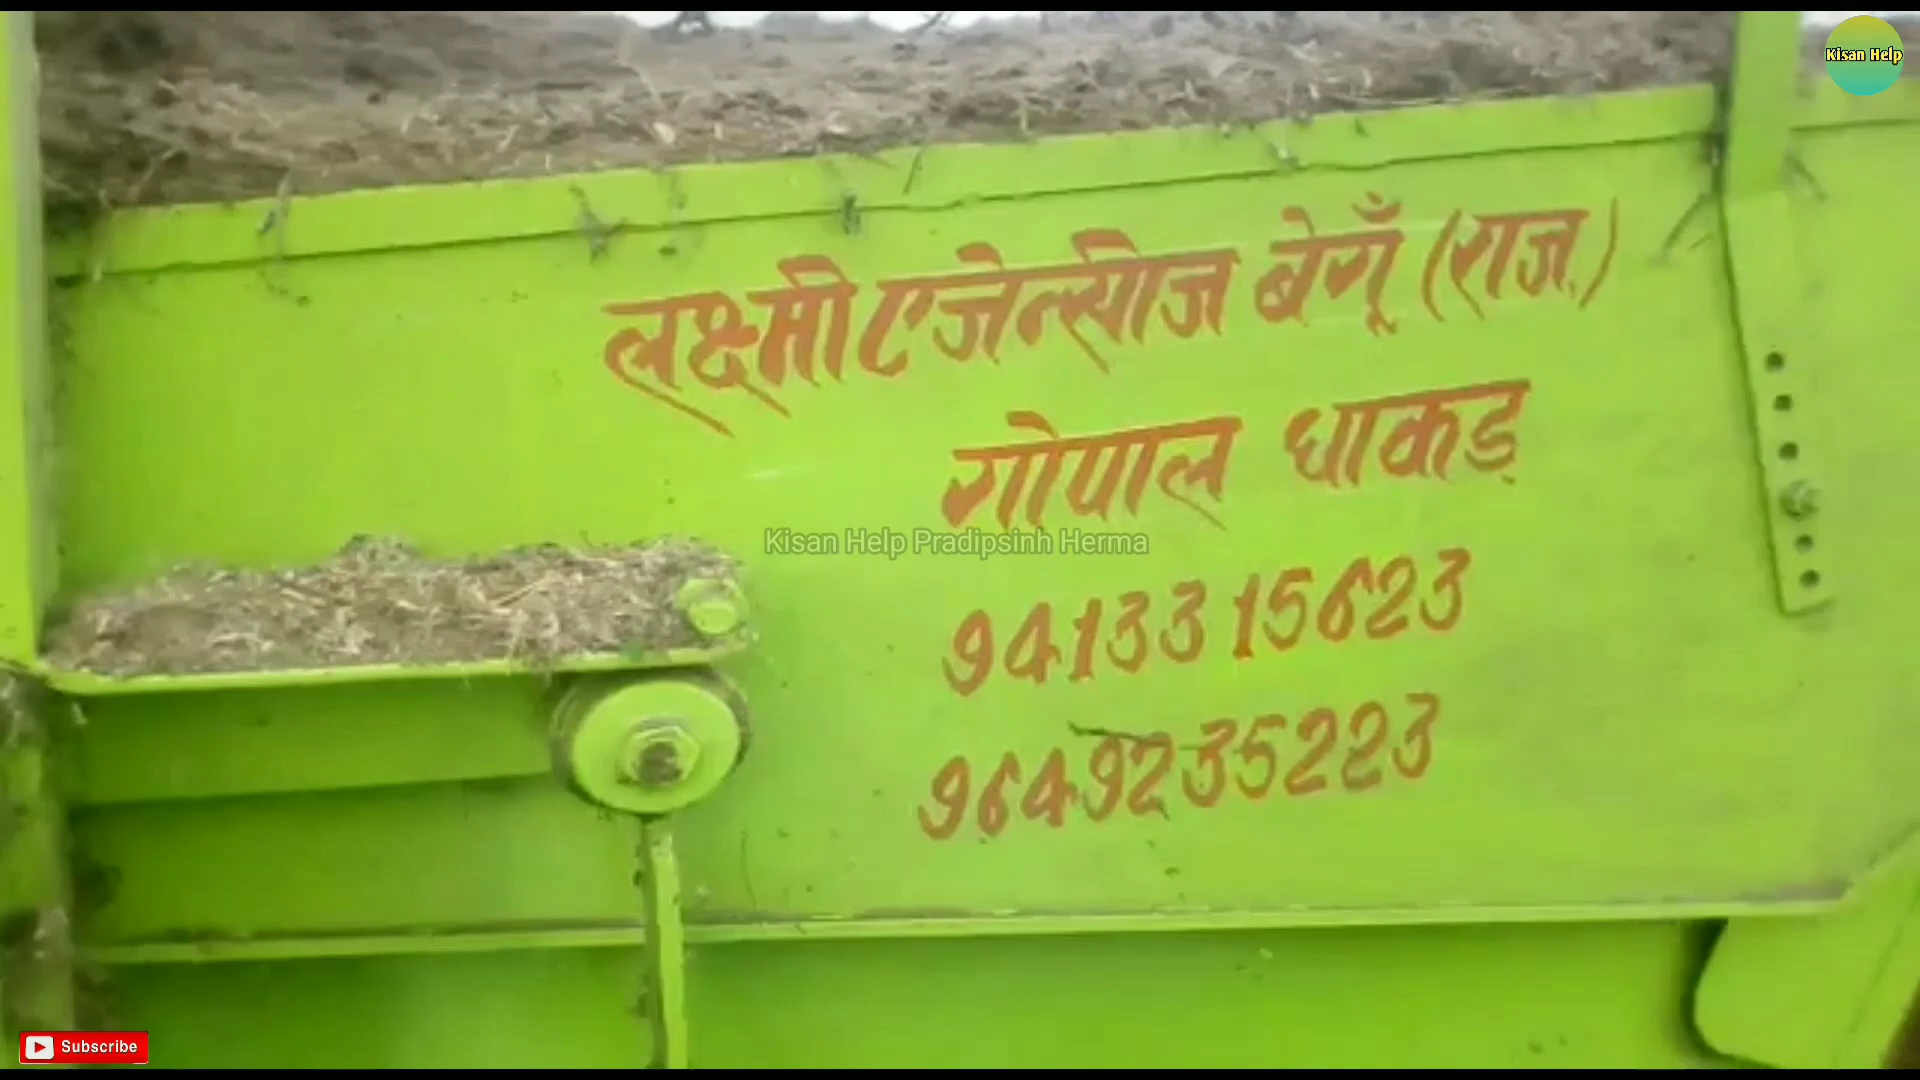 Kisan Help
लक्ष्मी एजेन्सीज बेगूँ (राज.)
गोपाल धाकड़
Kisan Help Pradipsinh Herma
9413315623
9649235223
Subscribe